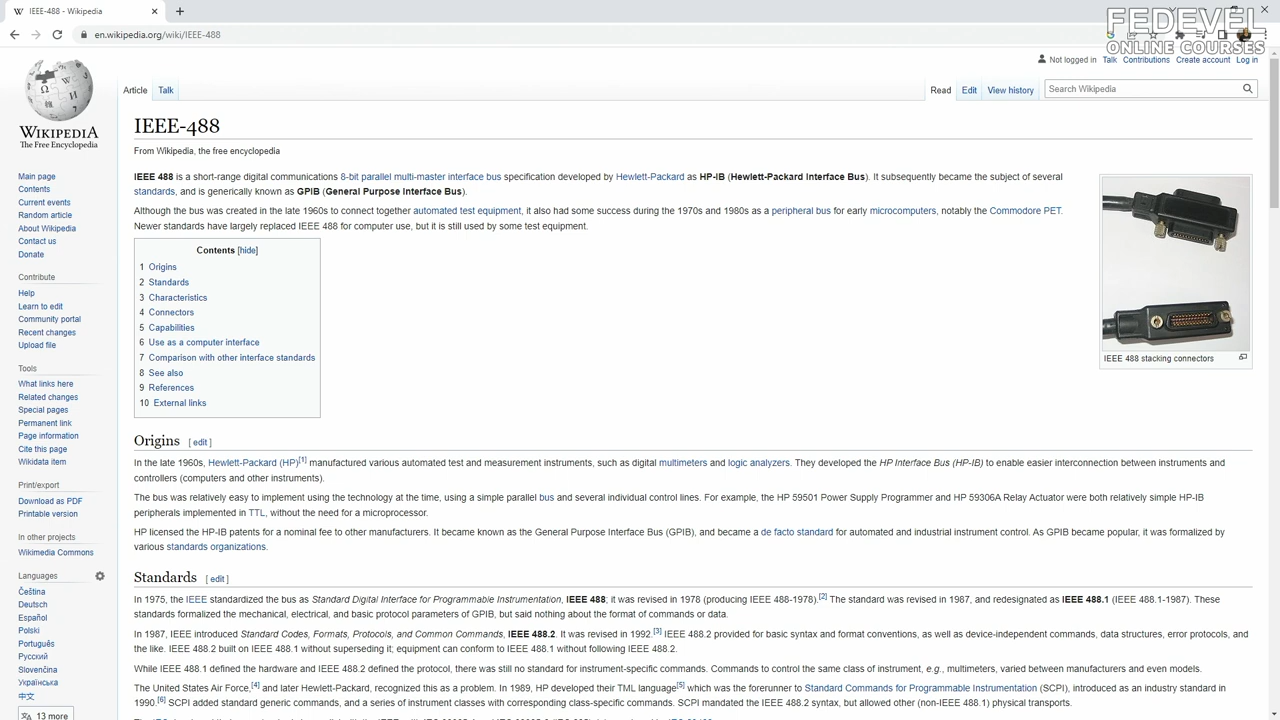 IEEE-488 - Wikipedia
en.wikipedia.org/wiki/IEEE-488
FEDEVEL
ONLINE COURSES
Not logged in Talk Contributions Create account Log in
Article Talk Read Edit View history Search Wikipedia
WIKIPEDIA
The Free Encyclopedia
Main page
Contents
Current events
Random article
About Wikipedia
Contact us
Donate
Contribute
Help
Learn to edit
Community portal
Recent changes
Upload file
Tools
What links here
Related changes
Special pages
Permanent link
Page information
Cite this page
Wikidata item
Print/export
Download as PDF
Printable version
In other projects
Wikimedia Commons
Languages
Čeština
Deutsch
Español
Polski
Português
Русский
Slovenčina
Українська
中文
13 more
IEEE-488
From Wikipedia, the free encyclopedia
IEEE 488 is a short-range digital communications 8-bit parallel multi-master interface bus specification developed by Hewlett-Packard as HP-IB (Hewlett-Packard Interface Bus). It subsequently became the subject of several
standards, and is generically known as GPIB (General Purpose Interface Bus).
Although the bus was created in the late 1960s to connect together automated test equipment, it also had some success during the 1970s and 1980s as a peripheral bus for early microcomputers, notably the Commodore PET.
Newer standards have largely replaced IEEE 488 for computer use, but it is still used by some test equipment.
IEEE 488 stacking connectors
Contents [hide]
1 Origins
2 Standards
3 Characteristics
4 Connectors
5 Capabilities
6 Use as a computer interface
7 Comparison with other interface standards
8 See also
9 References
10 External links
Origins [ edit ]
In the late 1960s, Hewlett-Packard (HP)[1] manufactured various automated test and measurement instruments, such as digital multimeters and logic analyzers. They developed the HP Interface Bus (HP-IB) to enable easier interconnection between instruments and
controllers (computers and other instruments).
The bus was relatively easy to implement using the technology at the time, using a simple parallel bus and several individual control lines. For example, the HP 59501 Power Supply Programmer and HP 59306A Relay Actuator were both relatively simple HP-IB
peripherals implemented in TTL, without the need for a microprocessor.
HP licensed the HP-IB patents for a nominal fee to other manufacturers. It became known as the General Purpose Interface Bus (GPIB), and became a de facto standard for automated and industrial instrument control. As GPIB became popular, it was formalized by
various standards organizations.
Standards [ edit ]
In 1975, the IEEE standardized the bus as Standard Digital Interface for Programmable Instrumentation, IEEE 488; it was revised in 1978 (producing IEEE 488-1978).[2] The standard was revised in 1987, and redesignated as IEEE 488.1 (IEEE 488.1-1987). These
standards formalized the mechanical, electrical, and basic protocol parameters of GPIB, but said nothing about the format of commands or data.
In 1987, IEEE introduced Standard Codes, Formats, Protocols, and Common Commands, IEEE 488.2. It was revised in 1992.[3] IEEE 488.2 provided for basic syntax and format conventions, as well as device-independent commands, data structures, error protocols, and
the like. IEEE 488.2 built on IEEE 488.1 without superseding it; equipment can conform to IEEE 488.1 without following IEEE 488.2.
While IEEE 488.1 defined the hardware and IEEE 488.2 defined the protocol, there was still no standard for instrument-specific commands. Commands to control the same class of instrument, e.g., multimeters, varied between manufacturers and even models.
The United States Air Force,[4] and later Hewlett-Packard, recognized this as a problem. In 1989, HP developed their TML language[5] which was the forerunner to Standard Commands for Programmable Instrumentation (SCPI), introduced as an industry standard in
1990.[6] SCPI added standard generic commands, and a series of instrument classes with corresponding class-specific commands. SCPI mandated the IEEE 488.2 syntax, but allowed other (non-IEEE 488.1) physical transports.